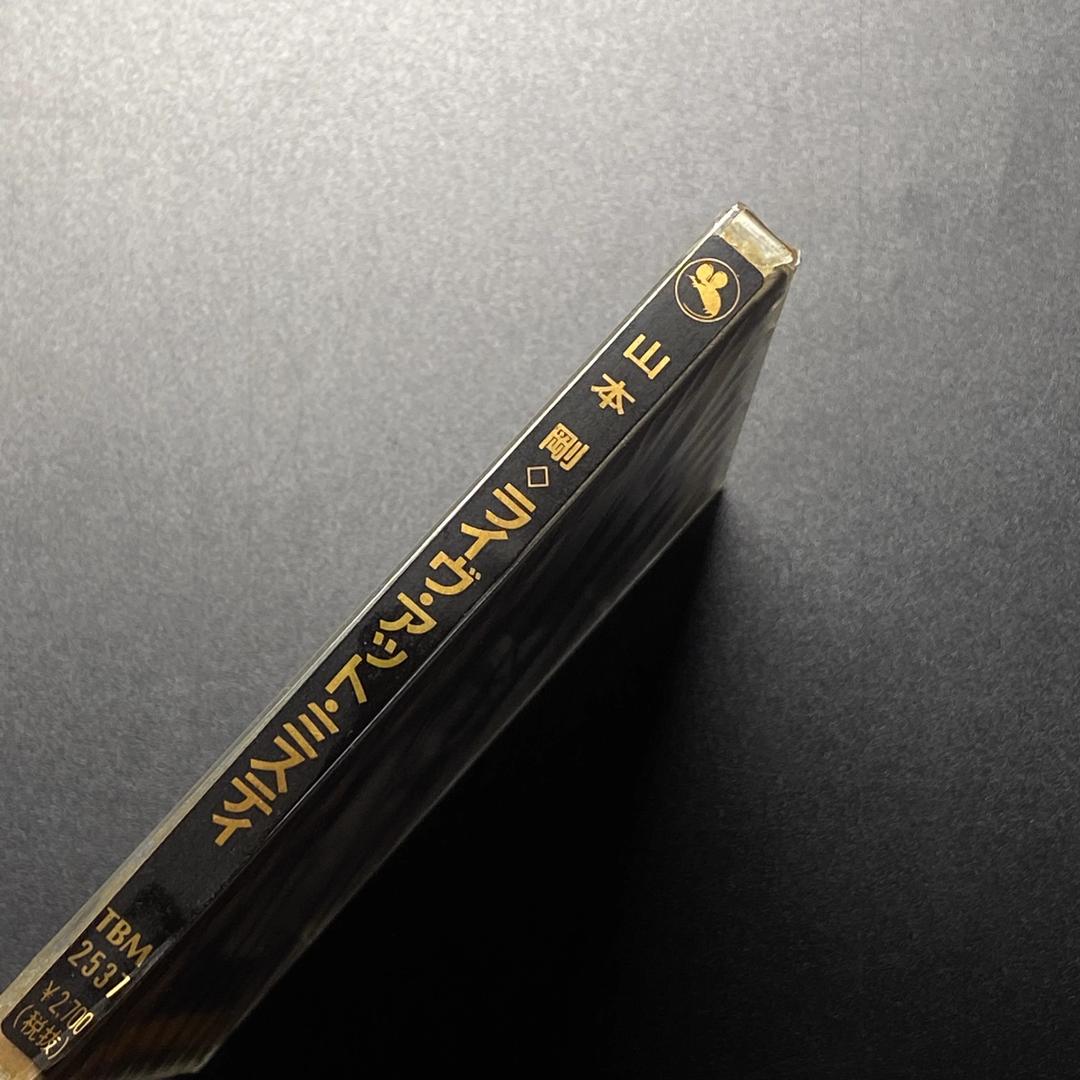 山本 剛◇ライヴ・アット・ミスティ
TBM
2537
¥2,700
(税抜)